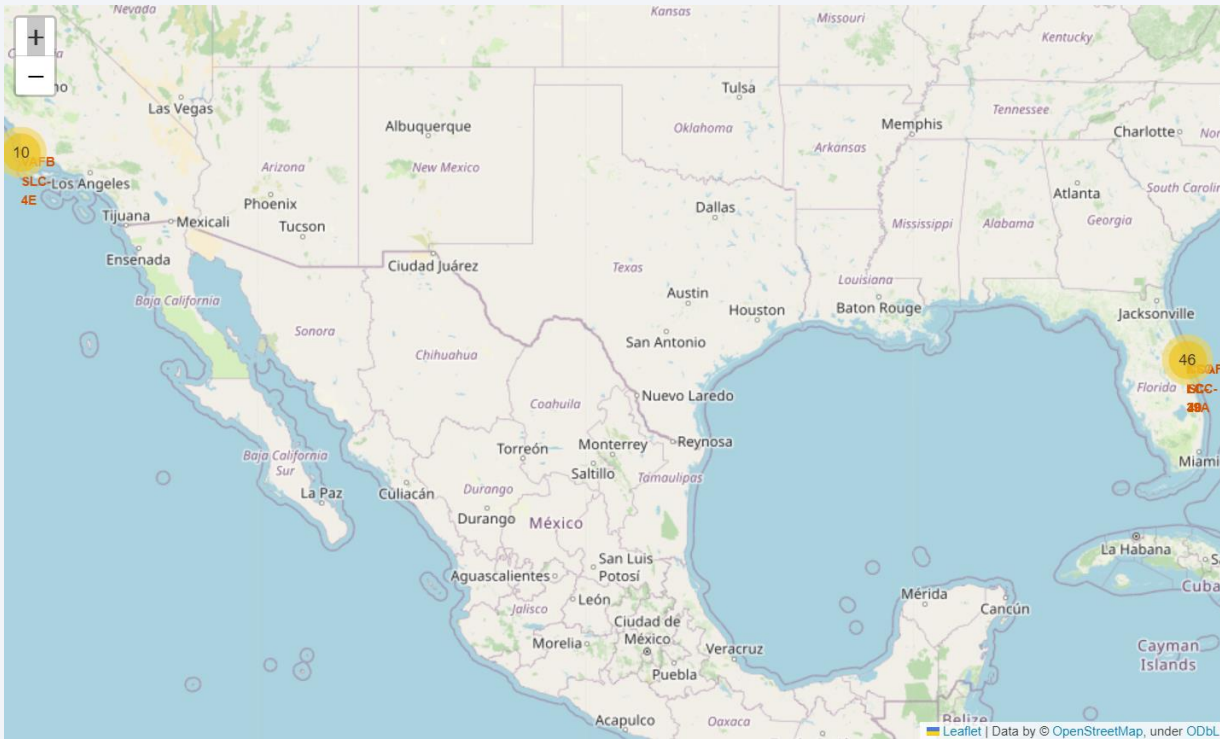 Nevada
Kansas
Missouri
Kentucky
+
−
Las Vegas
Tulsa
Albuquerque
Oklahoma
Memphis
Tennessee
Charlotte
10
Arizona
New Mexico
Arkansas
VAFB
SLC-
4E
Los Angeles
Phoenix
Dallas
Atlanta
South Carolin
Tijuana
Mexicali
Tucson
Mississippi
Alabama
Georgia
Ensenada
Ciudad Juárez
Texas
Louisiana
Baja California
Austin
Houston
Baton Rouge
Jacksonville
Sonora
Chihuahua
San Antonio
46
Florida
Nuevo Laredo
Coahuila
Torreón
Monterrey
Reynosa
Miami
Baja California
Sur
Saltillo
Tamaulipas
La Paz
Culiacán
Durango
Durango
México
La Habana
San Luis
Potosí
Aguascalientes
Cuba
Jalisco
León
Mérida
Cancún
Ciudad de
México
Morelia
Veracruz
Cayman
Islands
Puebla
Acapulco
Oaxaca
Belize
Leaflet | Data by © OpenStreetMap, under ODbL